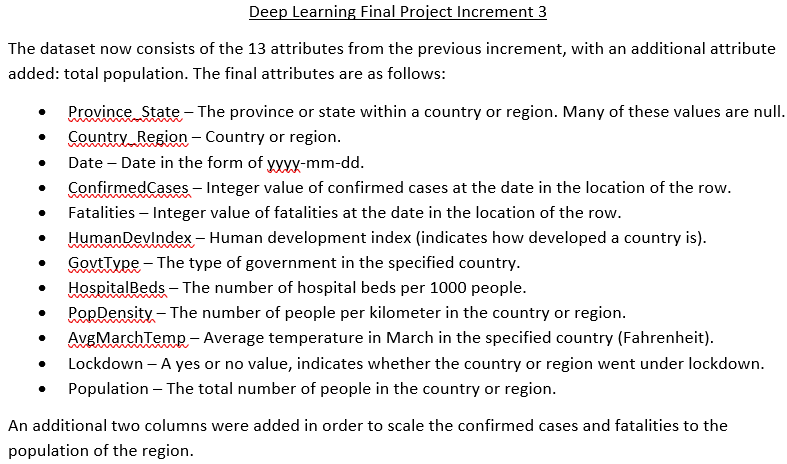 Deep Learning Final Project Increment 3
The dataset now consists of the 13 attributes from the previous increment, with an additional attribute
added: total population. The final attributes are as follows:
• Province_State – The province or state within a country or region. Many of these values are null.
• Country_Region – Country or region.
• Date – Date in the form of yyyy-mm-dd.
• ConfirmedCases – Integer value of confirmed cases at the date in the location of the row.
• Fatalities – Integer value of fatalities at the date in the location of the row.
• HumanDevIndex – Human development index (indicates how developed a country is).
• GovtType – The type of government in the specified country.
• HospitalBeds – The number of hospital beds per 1000 people.
• PopDensity – The number of people per kilometer in the country or region.
• AvgMarchTemp – Average temperature in March in the specified country (Fahrenheit).
• Lockdown – A yes or no value, indicates whether the country or region went under lockdown.
• Population – The total number of people in the country or region.
An additional two columns were added in order to scale the confirmed cases and fatalities to the
population of the region.